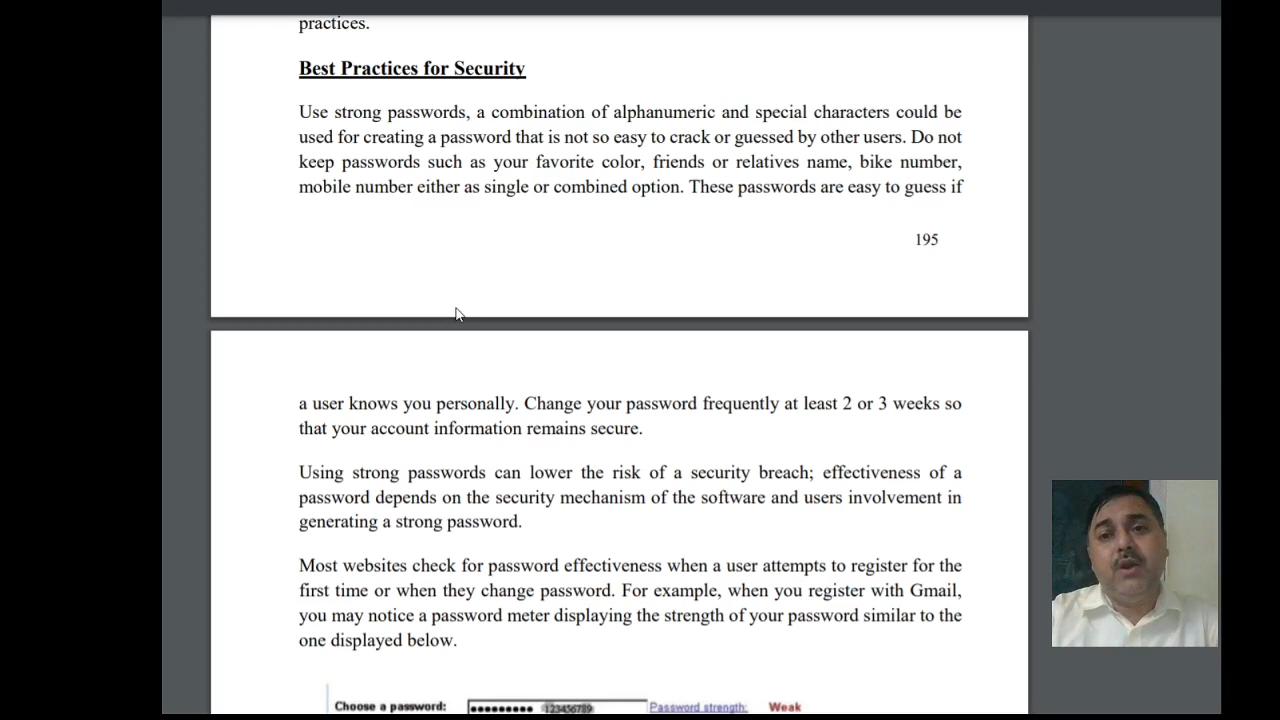 practices.
Best Practices for Security
Use strong passwords, a combination of alphanumeric and special characters could be
used for creating a password that is not so easy to crack or guessed by other users. Do not
keep passwords such as your favorite color, friends or relatives name, bike number,
mobile number either as single or combined option. These passwords are easy to guess if
195
a user knows you personally. Change your password frequently at least 2 or 3 weeks so
that your account information remains secure.
Using strong passwords can lower the risk of a security breach; effectiveness of a
password depends on the security mechanism of the software and users involvement in
generating a strong password.
Most websites check for password effectiveness when a user attempts to register for the
first time or when they change password. For example, when you register with Gmail,
you may notice a password meter displaying the strength of your password similar to the
one displayed below.
Choose a password: ●●●●●●●●● 123456789 Password strength: Weak